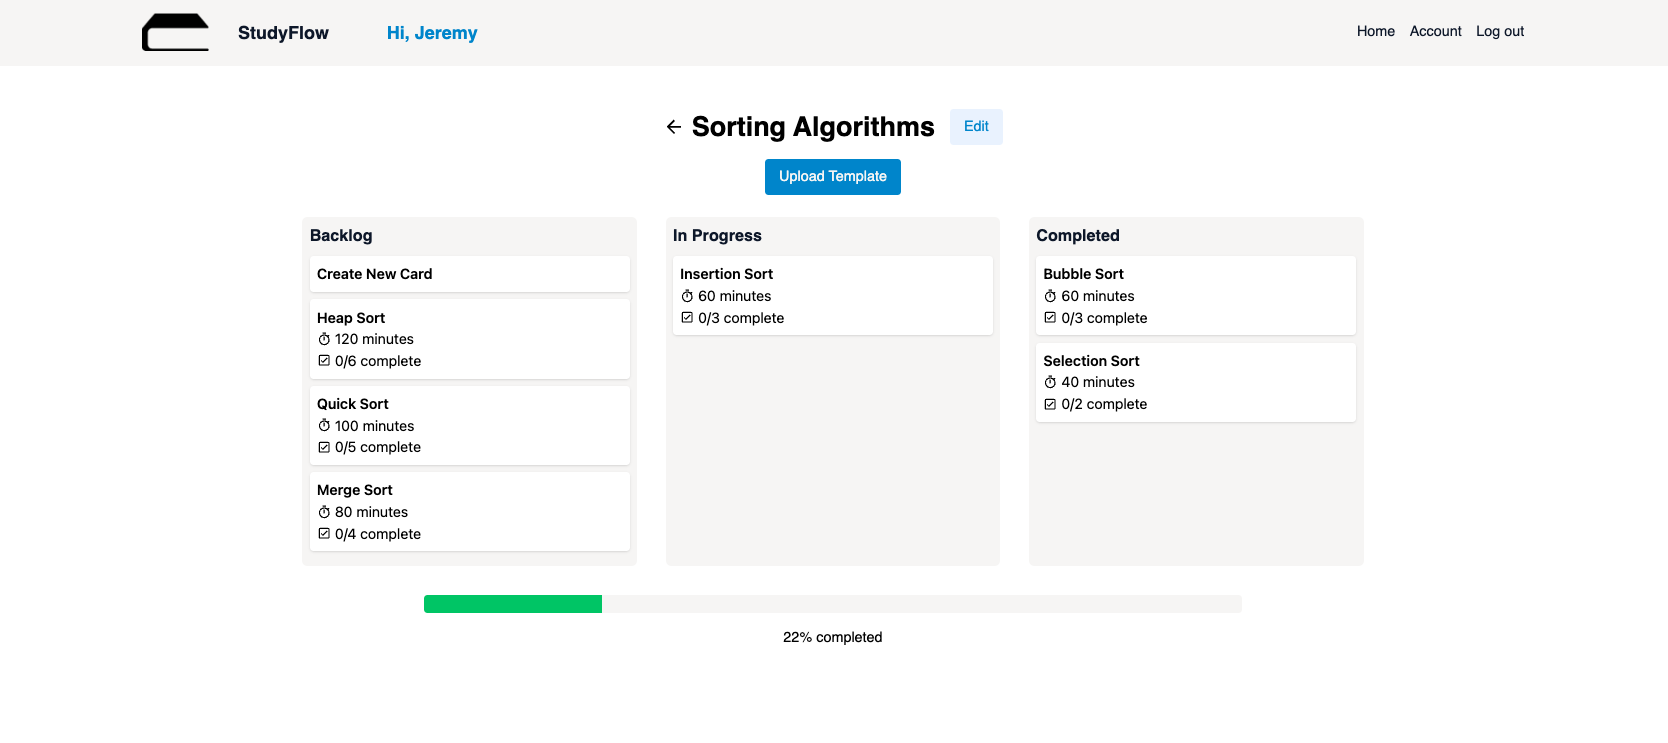 StudyFlow
Hi, Jeremy
Home
Account
Log out
Sorting Algorithms
Edit
Upload Template
Backlog
Create New Card
Heap Sort
120 minutes
0/6 complete
Quick Sort
100 minutes
0/5 complete
Merge Sort
80 minutes
0/4 complete
In Progress
Insertion Sort
60 minutes
0/3 complete
Completed
Bubble Sort
60 minutes
0/3 complete
Selection Sort
40 minutes
0/2 complete
22% completed